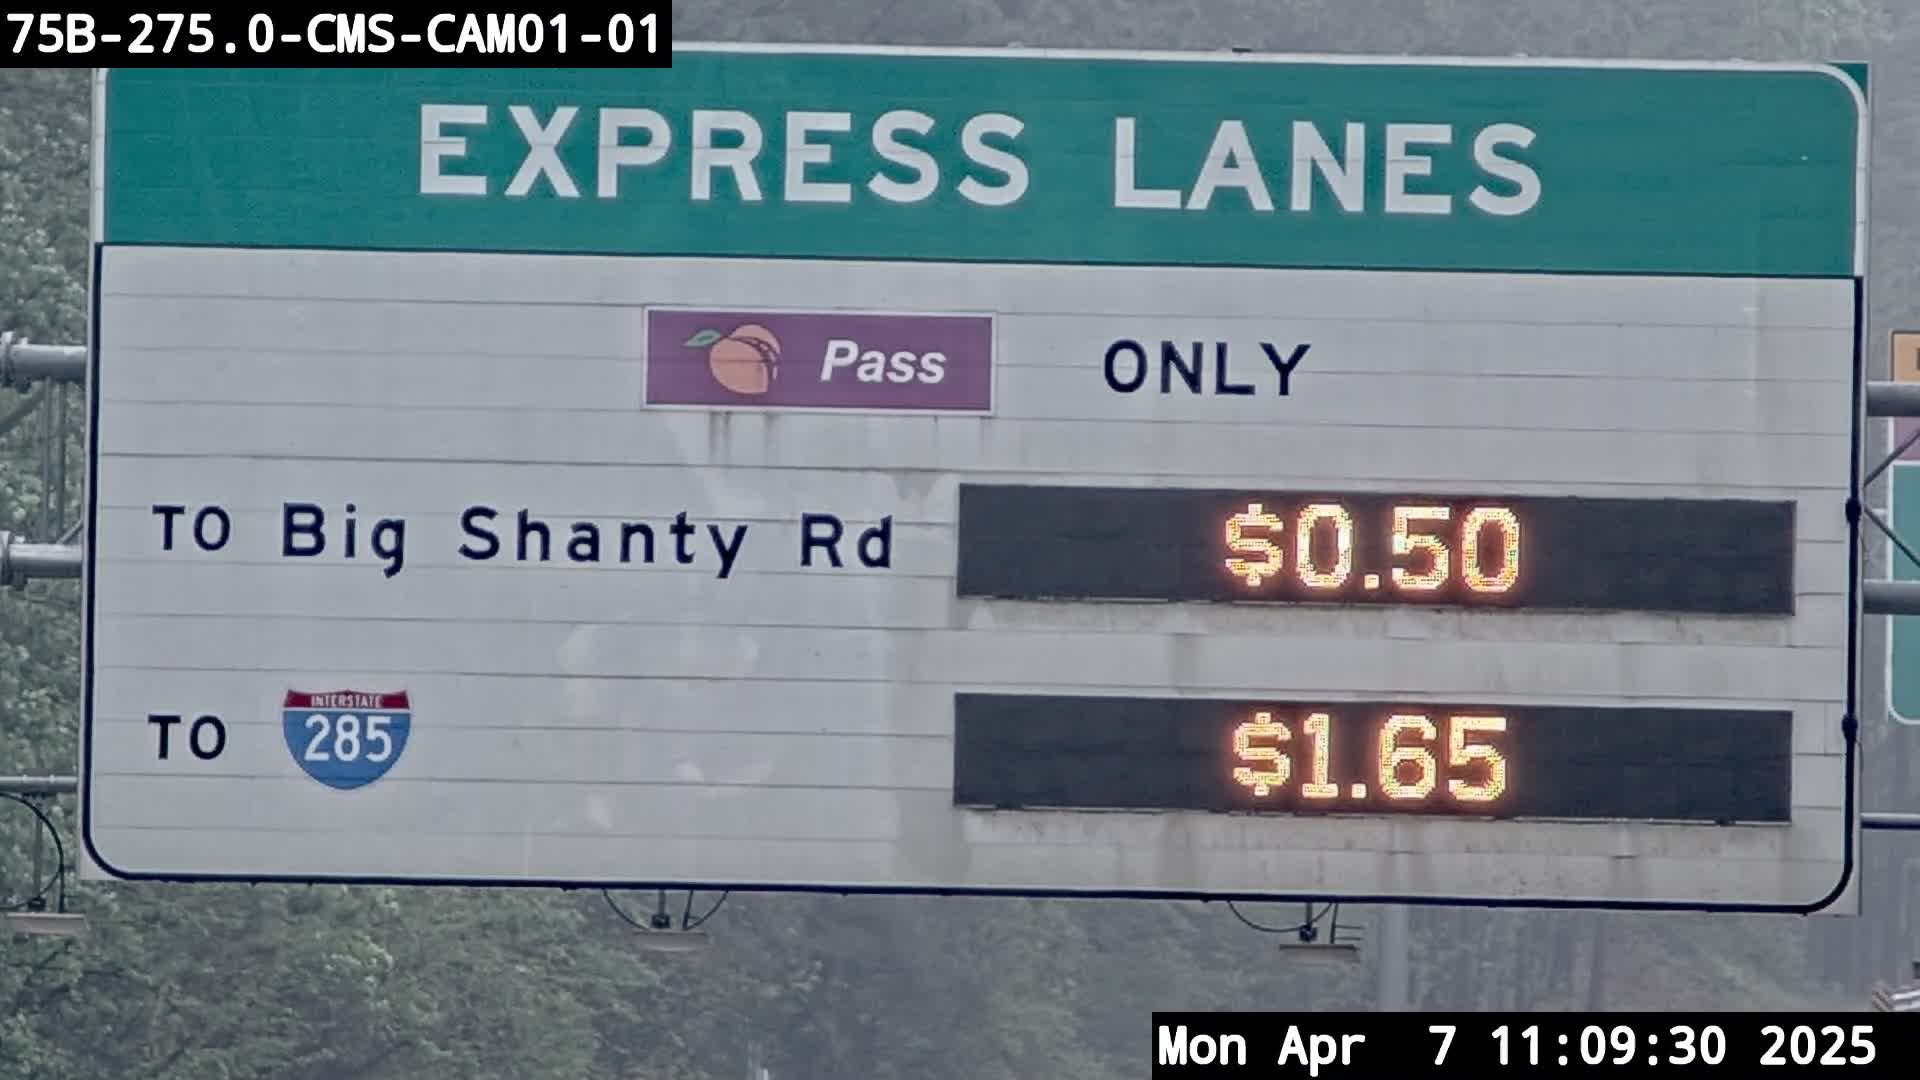 75B-275.0-CMS-CAM01-01
EXPRESS LANES
Pass ONLY
TO Big Shanty Rd $0.50
TO INTERSTATE 285 $1.65
Mon Apr 7 11:09:30 2025